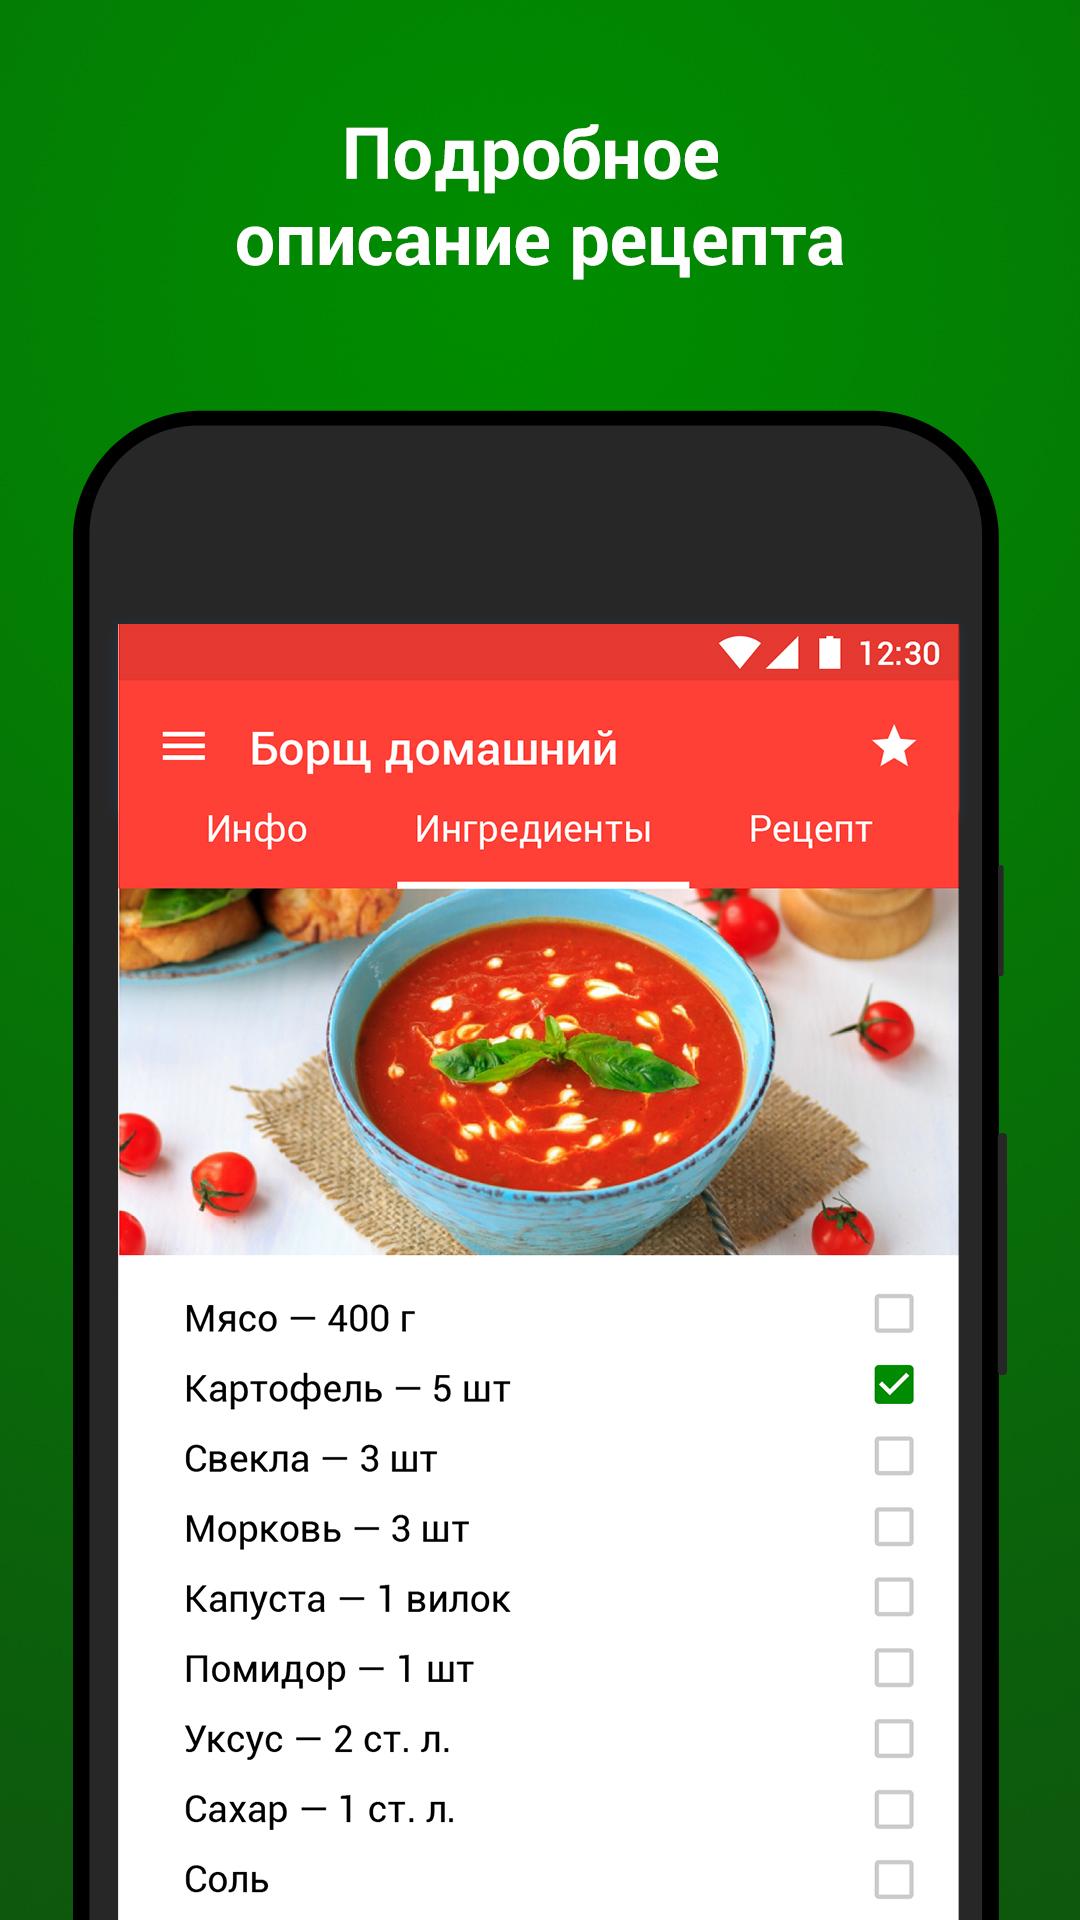 Подробное
описание рецепта
12:30
Борщ домашний
Инфо Ингредиенты Рецепт
Мясо — 400 г
Картофель — 5 шт
Свекла — 3 шт
Морковь — 3 шт
Капуста — 1 вилок
Помидор — 1 шт
Уксус — 2 ст. л.
Сахар — 1 ст. л.
Соль